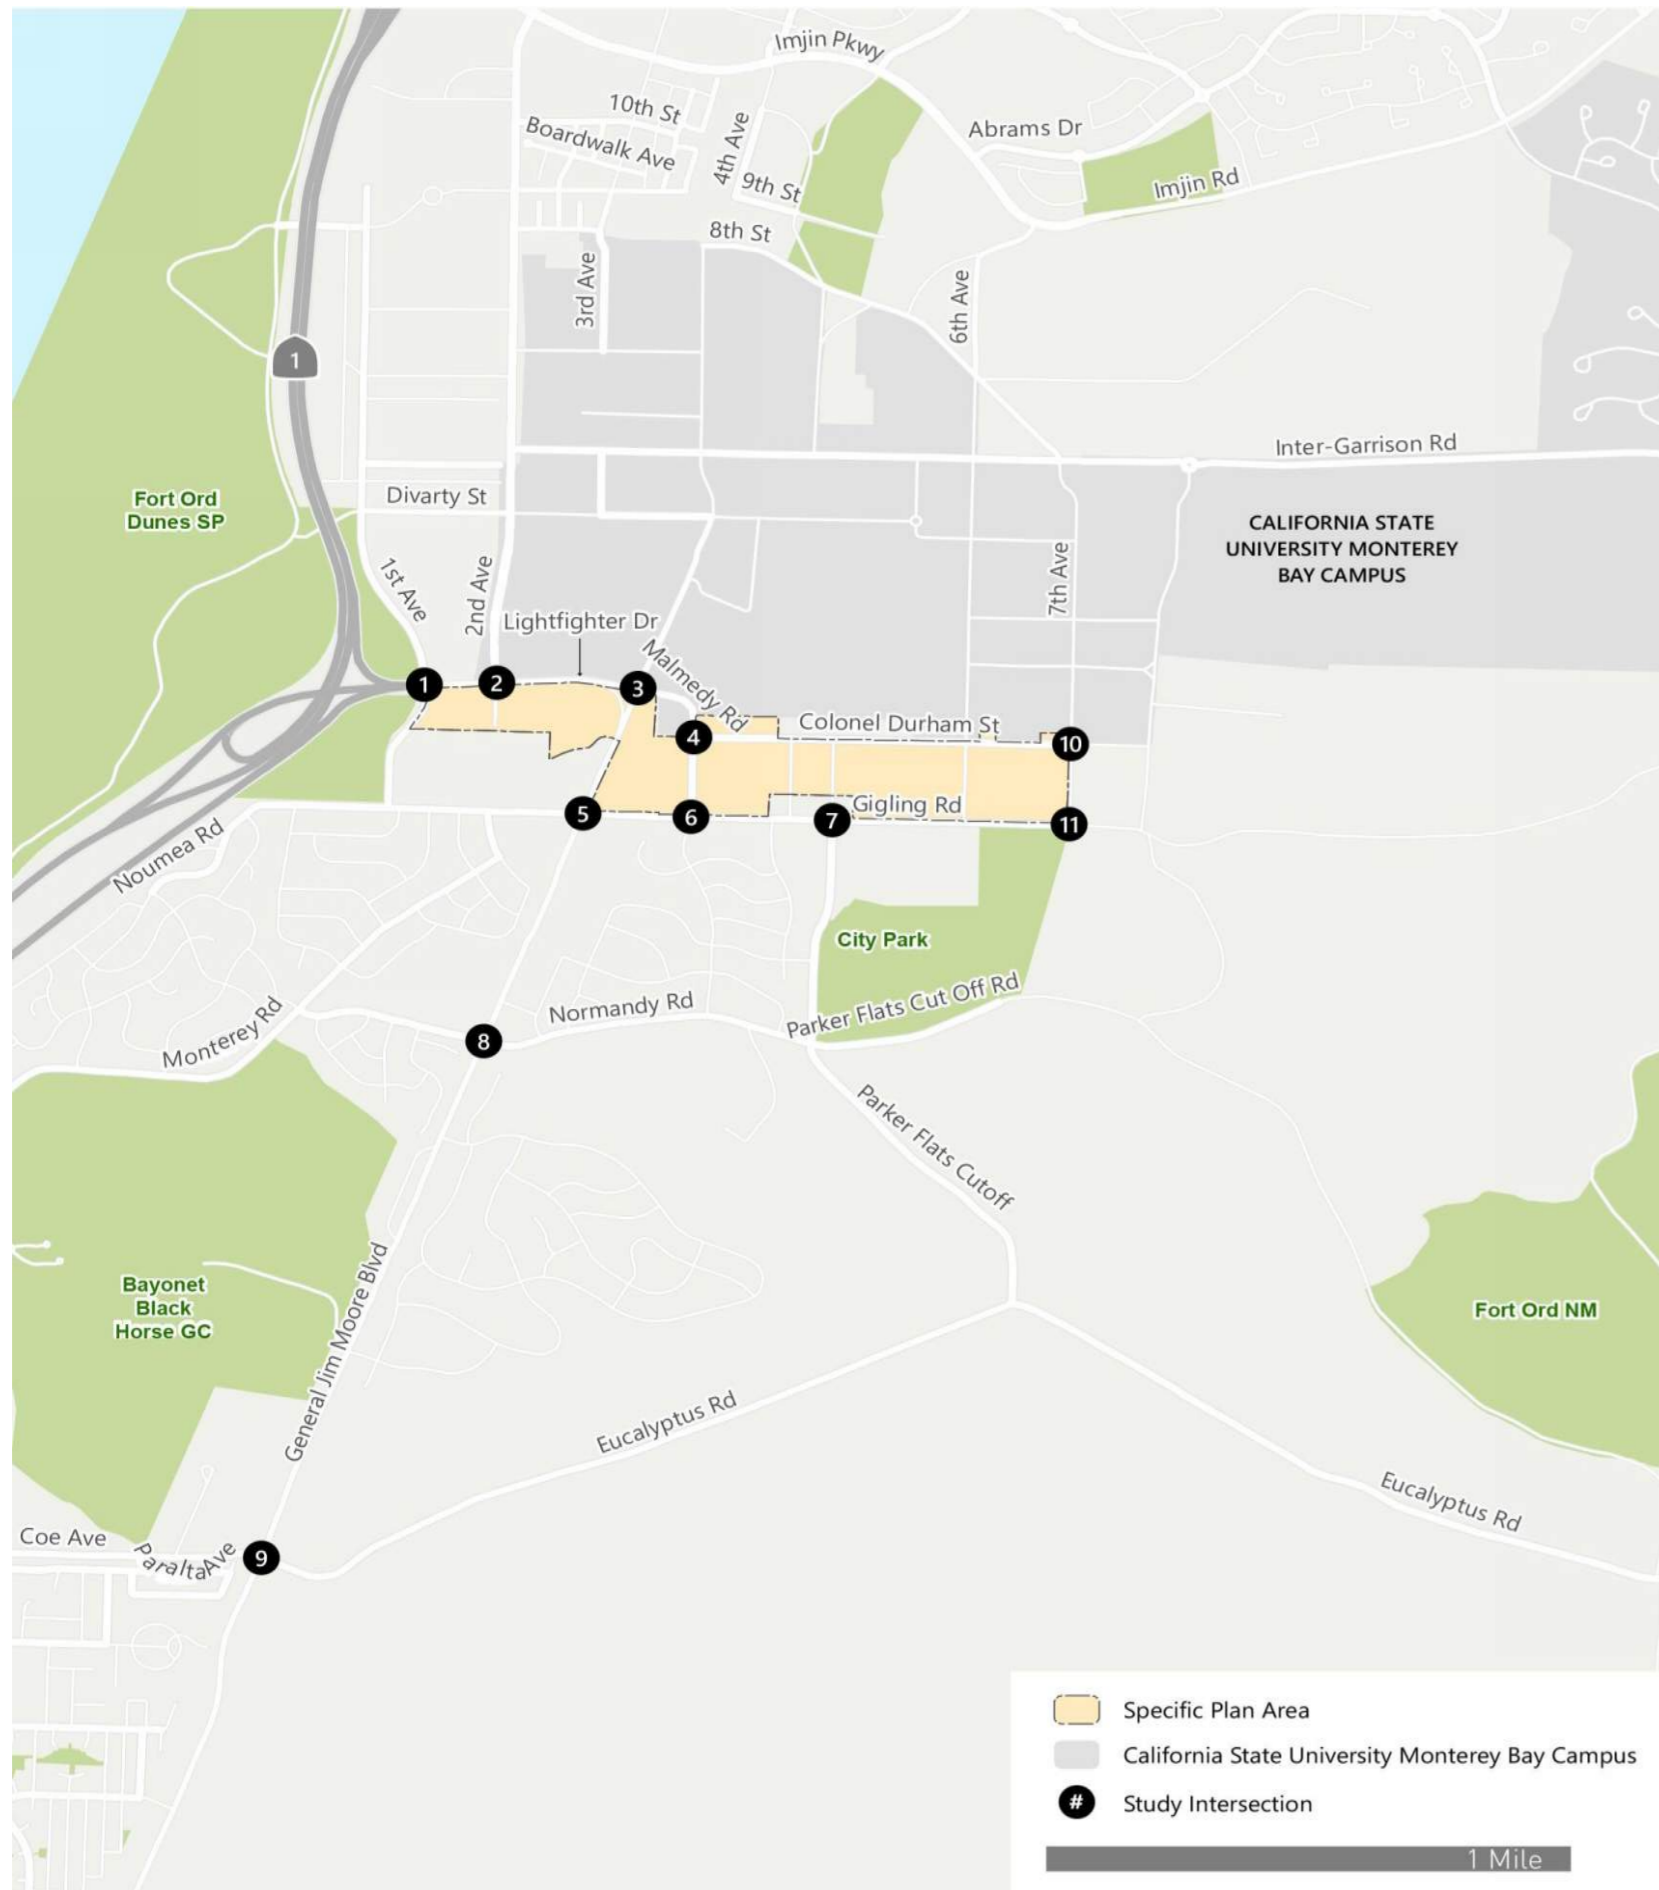 Imjin Pkwy
10th St
Boardwalk Ave
4th Ave
Abrams Dr
9th St
Imjin Rd
8th St
3rd Ave
6th Ave
1
Inter-Garrison Rd
Divarty St
Fort Ord
Dunes SP
CALIFORNIA STATE
UNIVERSITY MONTEREY
BAY CAMPUS
1st Ave
2nd Ave
7th Ave
Lightfighter Dr
Malmedy Rd
1
2
3
4
Colonel Durham St
10
5
6
7
Gigling Rd
11
Noumea Rd
City Park
Parker Flats Cut Off Rd
Normandy Rd
Monterey Rd
8
Parker Flats Cutoff
Bayonet
Black
Horse GC
General Jim Moore Blvd
Fort Ord NM
Eucalyptus Rd
Eucalyptus Rd
Coe Ave
ParaltaAve
9
Specific Plan Area
California State University Monterey Bay Campus
# Study Intersection
1 Mile